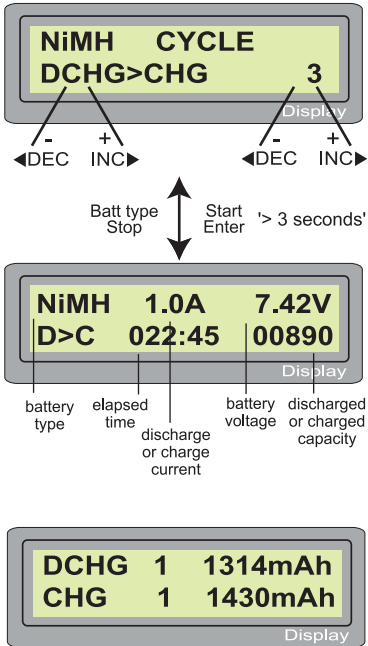 NiMH CYCLE
DCHG>CHG 3
Display
- + - +
◀DEC INC▶ ◀DEC INC▶
Batt type Start '> 3 seconds'
Stop Enter
NiMH 1.0A 7.42V
D>C 022:45 00890
Display
battery elapsed battery discharged
type time voltage or charged
discharge capacity
or charge
current
DCHG 1 1314mAh
CHG 1 1430mAh
Display